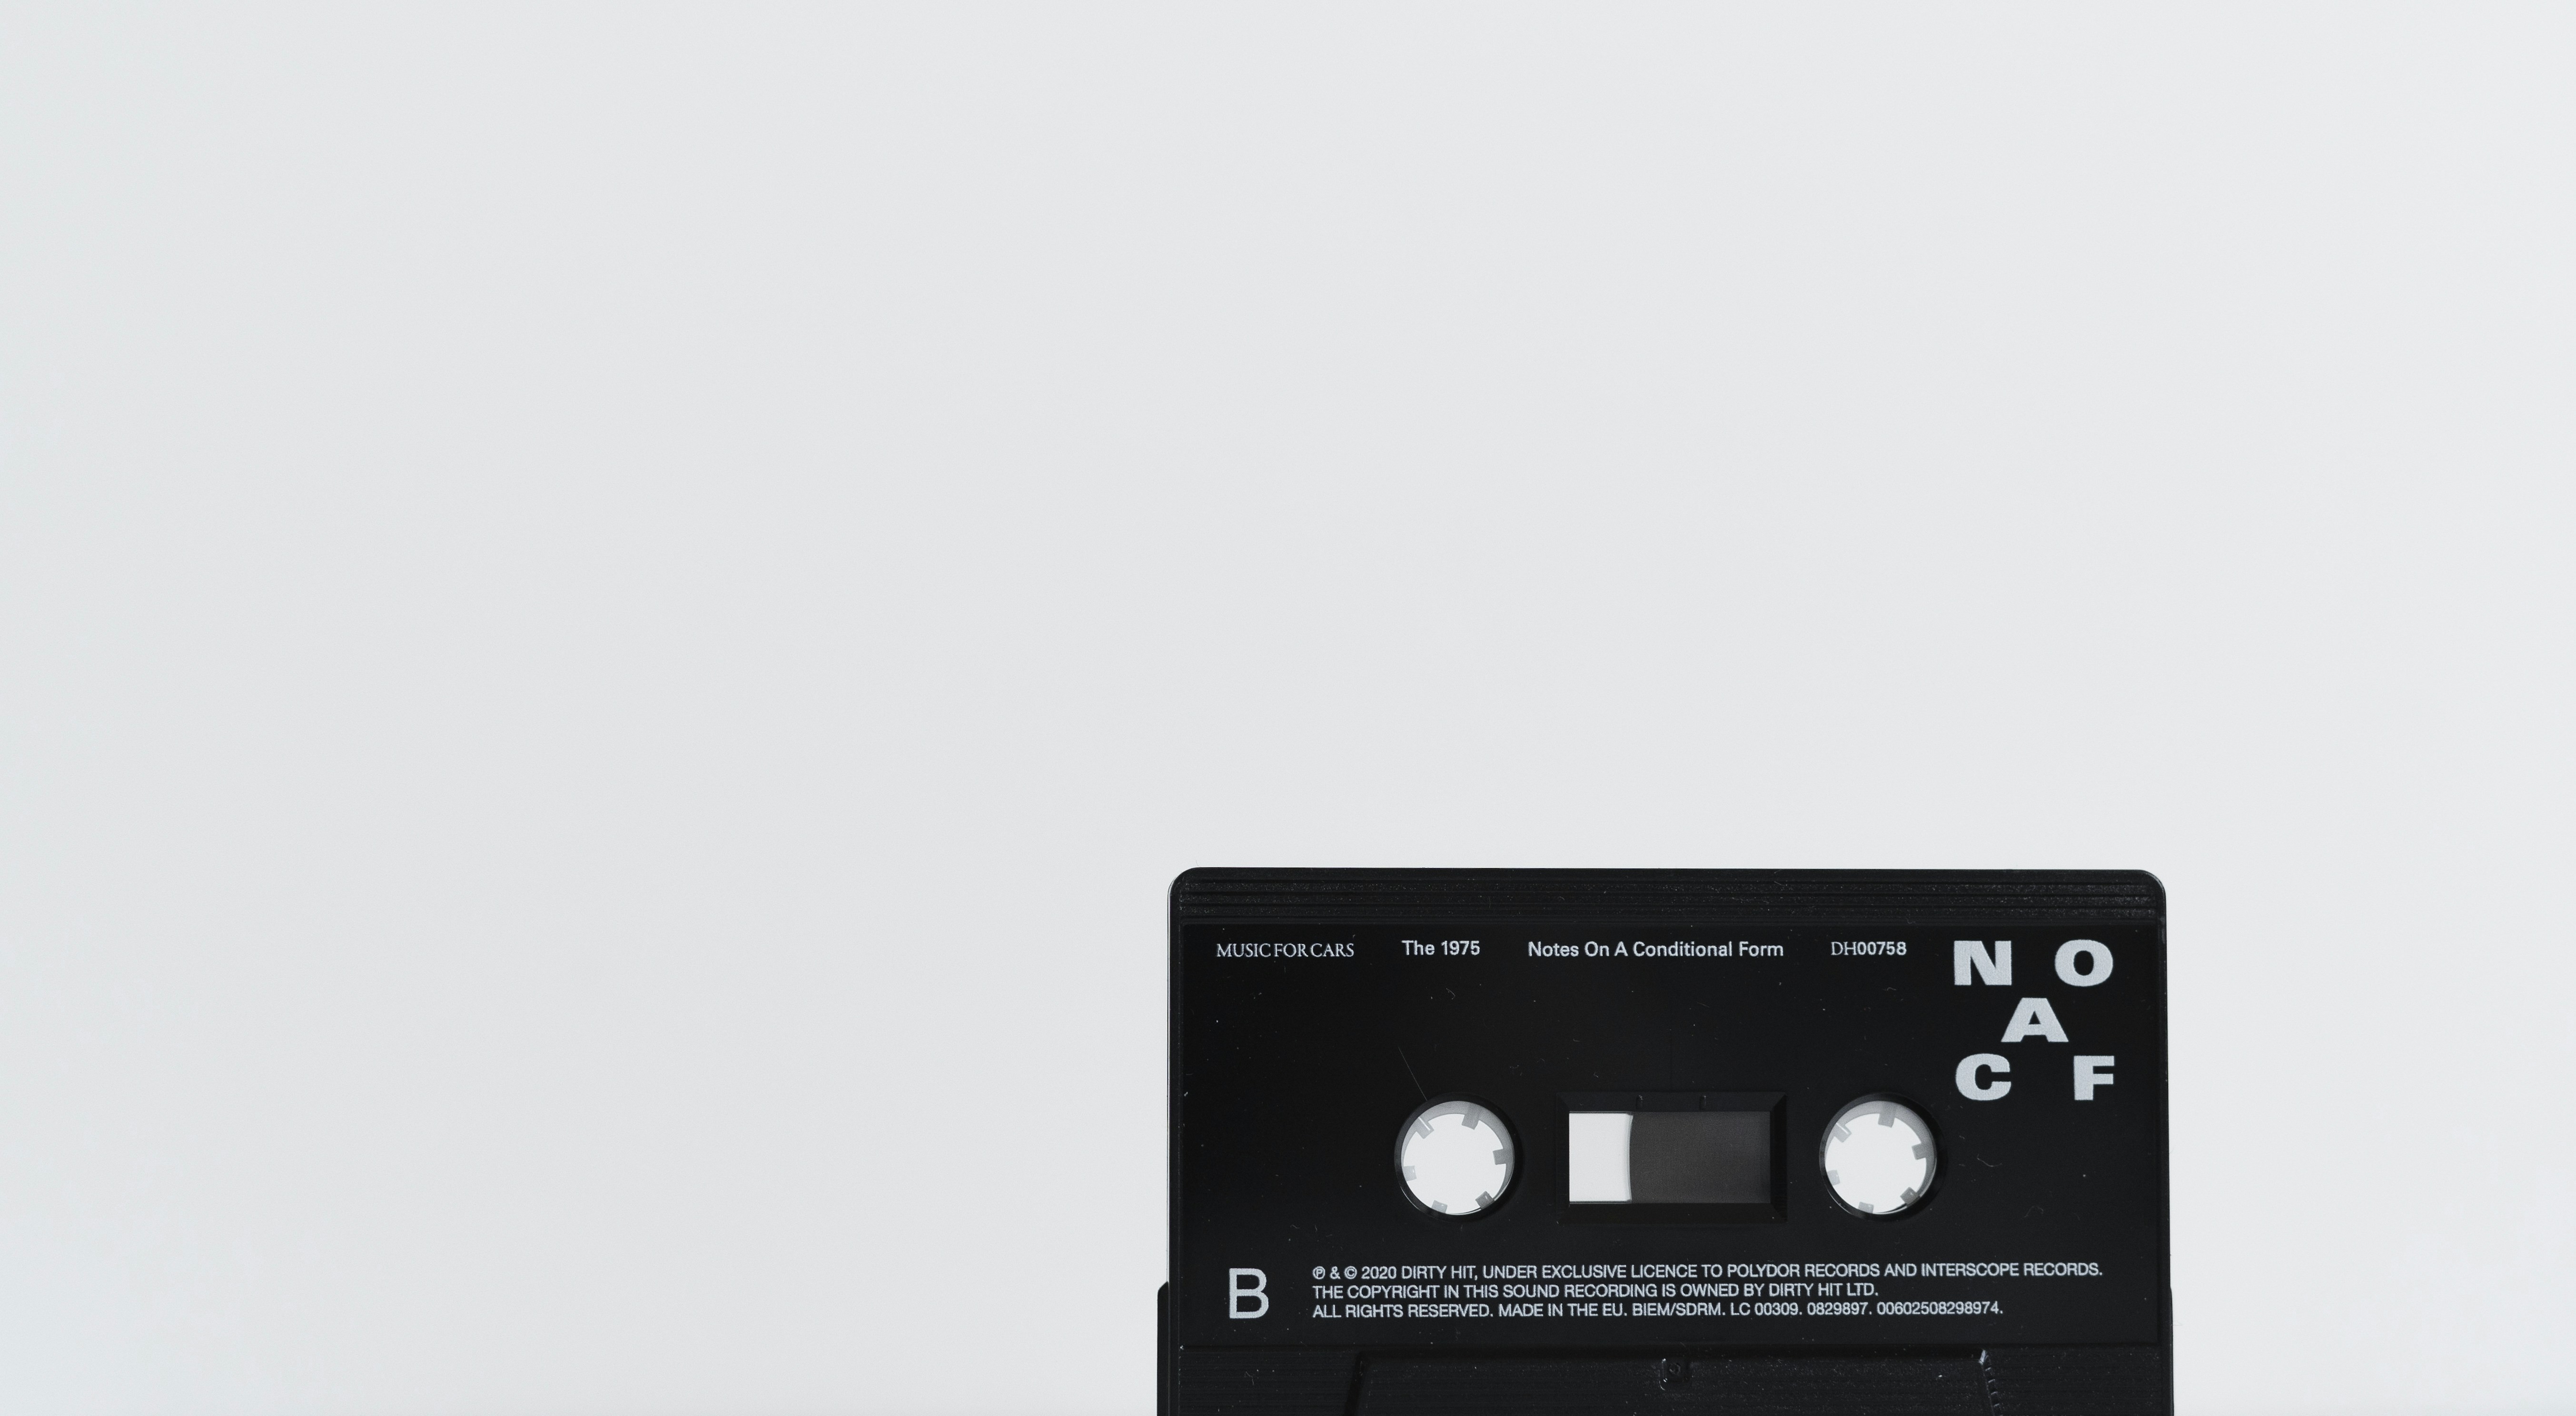 MUSIC FOR CARS The 1975 Notes On A Conditional Form DH00758
N O
A
C F
B
℗ & © 2020 DIRTY HIT, UNDER EXCLUSIVE LICENCE TO POLYDOR RECORDS AND INTERSCOPE RECORDS.
THE COPYRIGHT IN THIS SOUND RECORDING IS OWNED BY DIRTY HIT LTD.
ALL RIGHTS RESERVED. MADE IN THE EU. BIEM/SDRM. LC 00309. 0829897. 00602508298974.